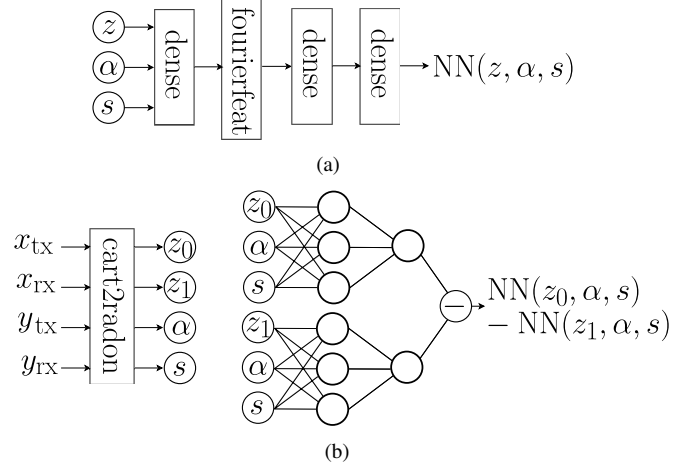 z
α
s
dense
fourierfeat
dense
dense
NN(z, α, s)
(a)
x_tx
x_rx
y_tx
y_rx
cart2radon
z_0
z_1
α
s
z_0
α
s
z_1
α
s
−
NN(z_0, α, s)
− NN(z_1, α, s)
(b)